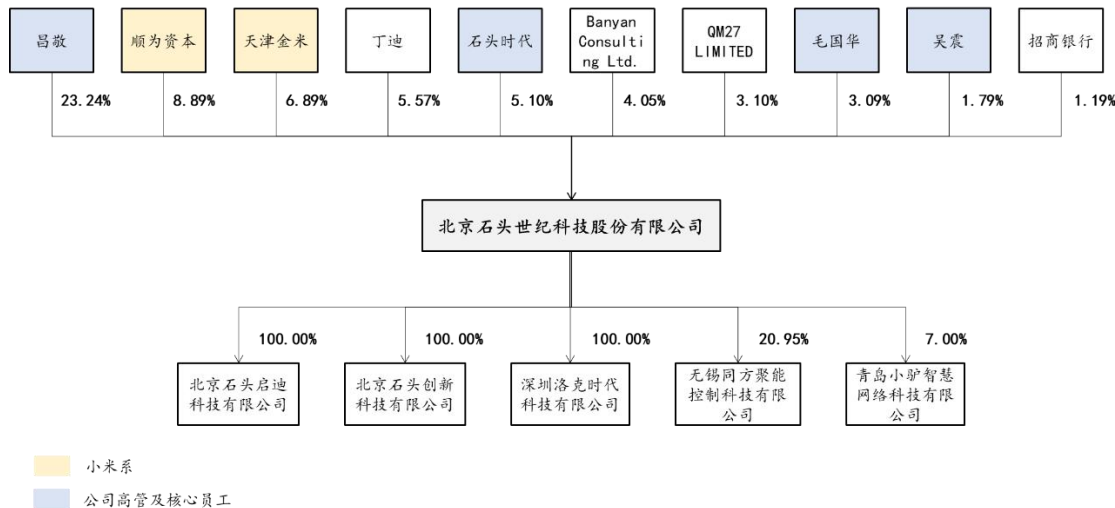 昌敬
顺为资本
天津金米
丁迪
石头时代
Banyan
Consulti
ng Ltd.
QM27
LIMITED
毛国华
吴震
招商银行
23.24%
8.89%
6.89%
5.57%
5.10%
4.05%
3.10%
3.09%
1.79%
1.19%
北京石头世纪科技股份有限公司
100.00%
100.00%
100.00%
20.95%
7.00%
北京石头启迪
科技有限公司
北京石头创新
科技有限公司
深圳洛克时代
科技有限公司
无锡同方聚能
控制科技有限
公司
青岛小驴智慧
网络科技有限
公司
小米系
公司高管及核心员工